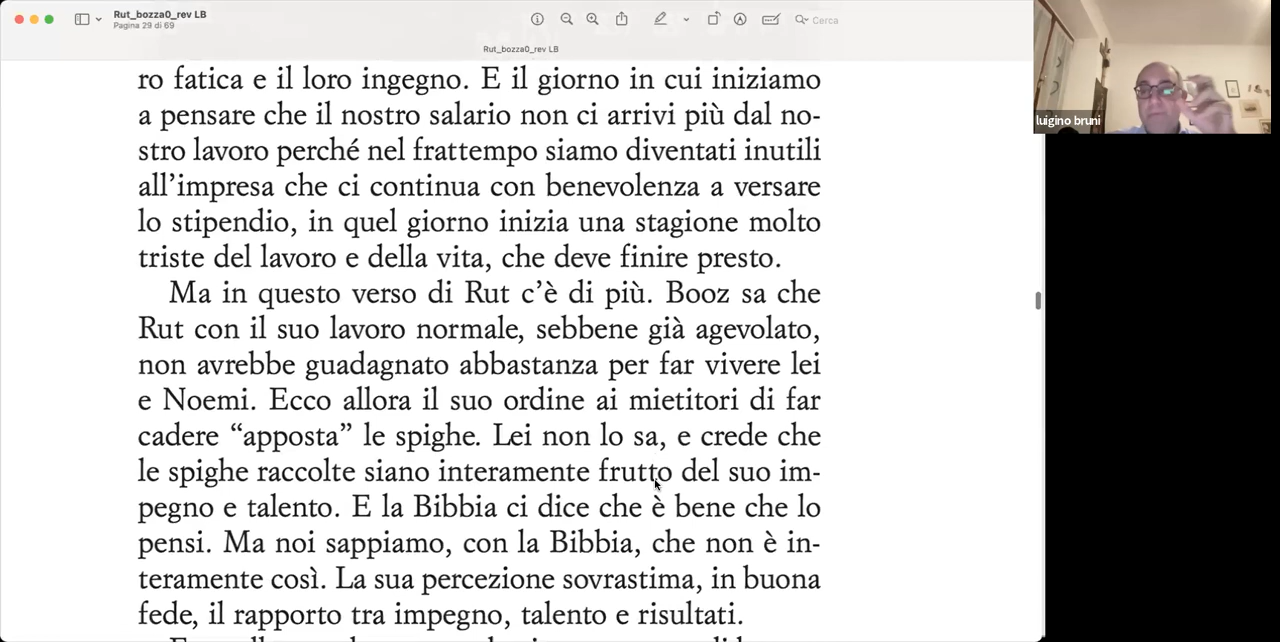 Rut_bozza0_rev LB
Pagina 29 di 69
Cerca
Rut_bozza0_rev LB
luigino bruni
ro fatica e il loro ingegno. E il giorno in cui iniziamo
a pensare che il nostro salario non ci arrivi più dal no-
stro lavoro perché nel frattempo siamo diventati inutili
all’impresa che ci continua con benevolenza a versare
lo stipendio, in quel giorno inizia una stagione molto
triste del lavoro e della vita, che deve finire presto.
Ma in questo verso di Rut c’è di più. Booz sa che
Rut con il suo lavoro normale, sebbene già agevolato,
non avrebbe guadagnato abbastanza per far vivere lei
e Noemi. Ecco allora il suo ordine ai mietitori di far
cadere “apposta” le spighe. Lei non lo sa, e crede che
le spighe raccolte siano interamente frutto del suo im-
pegno e talento. E la Bibbia ci dice che è bene che lo
pensi. Ma noi sappiamo, con la Bibbia, che non è in-
teramente così. La sua percezione sovrastima, in buona
fede, il rapporto tra impegno, talento e risultati.